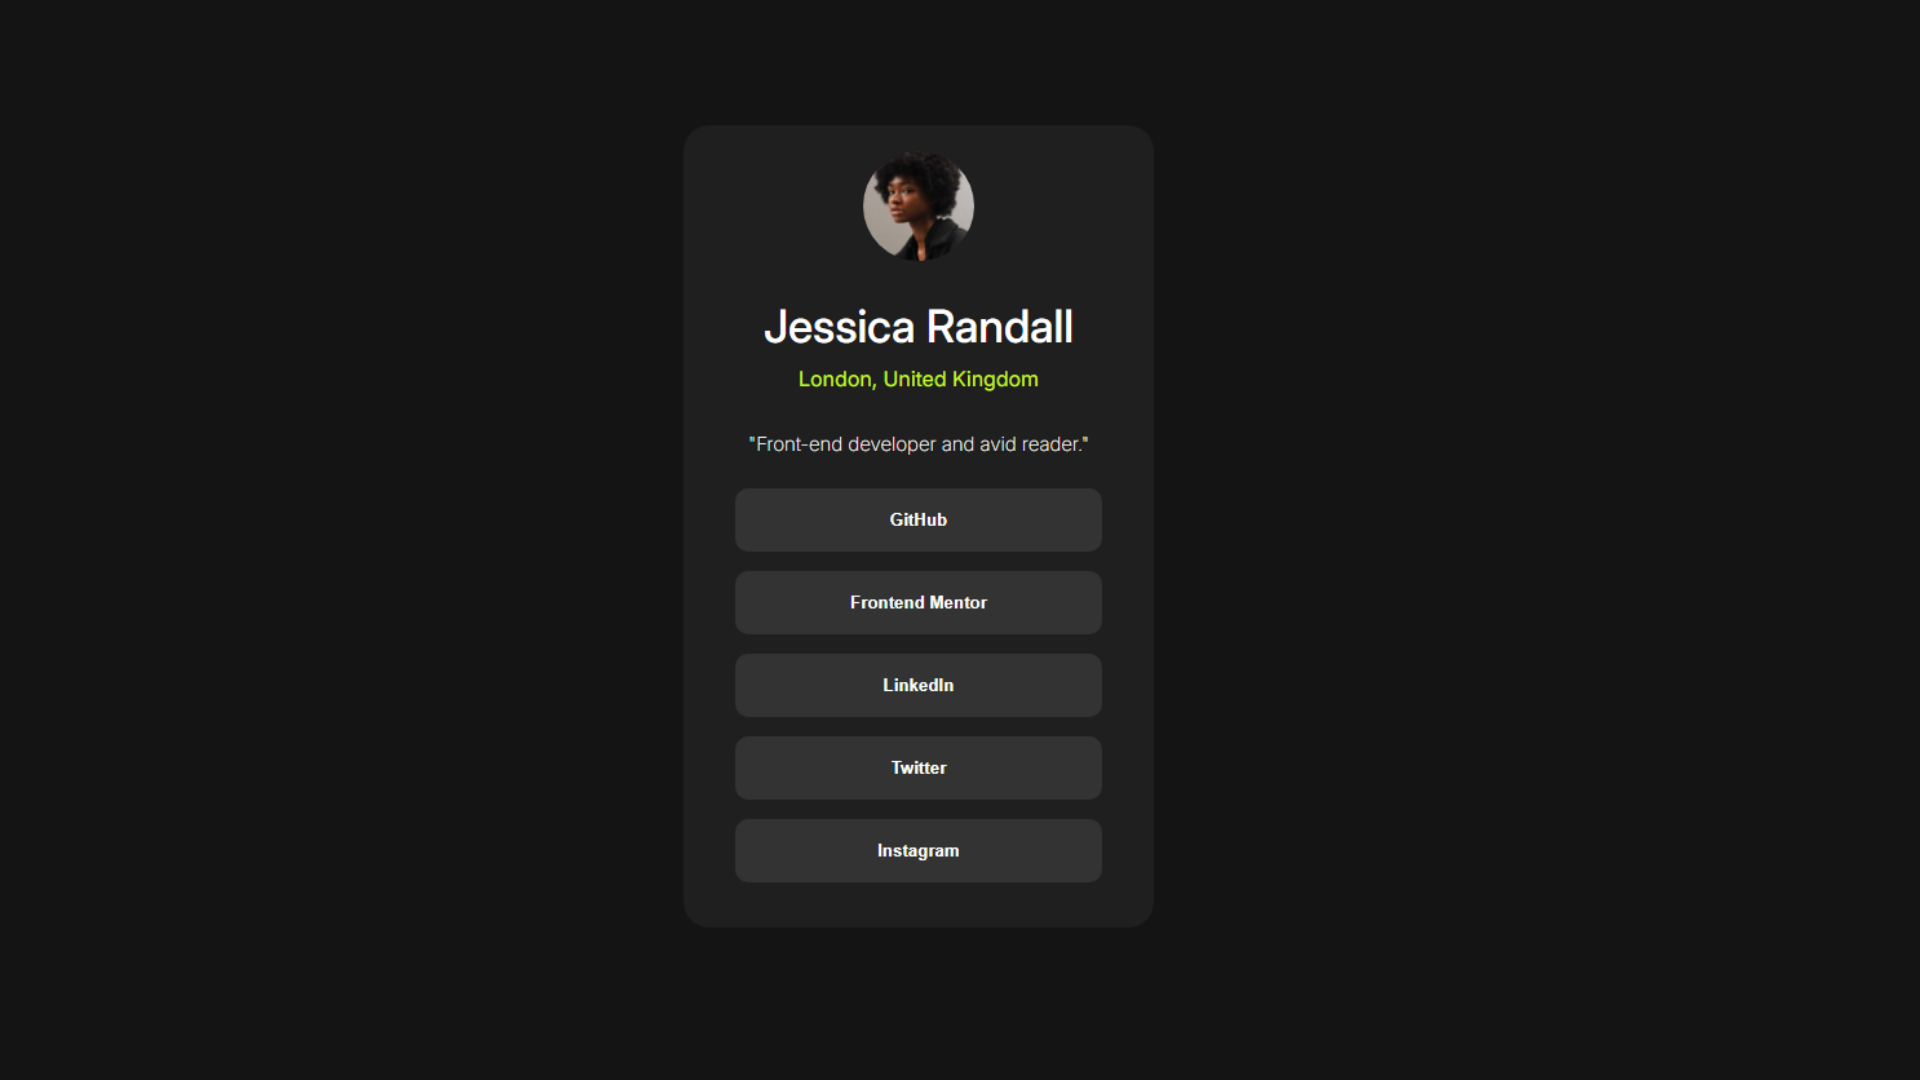 Jessica Randall
London, United Kingdom
"Front-end developer and avid reader."
GitHub
Frontend Mentor
LinkedIn
Twitter
Instagram